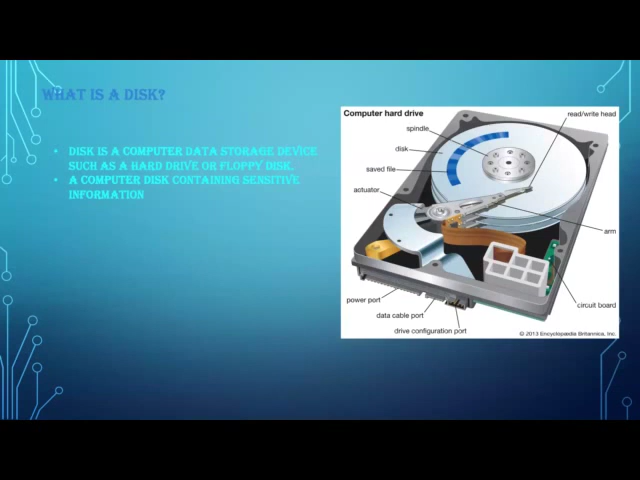 WHAT IS A DISK?
• DISK IS A COMPUTER DATA STORAGE DEVICE
SUCH AS A HARD DRIVE OR FLOPPY DISK.
• A COMPUTER DISK CONTAINING SENSITIVE
INFORMATION
Computer hard drive
read/write head
spindle
disk
saved file
actuator
arm
power port
data cable port
drive configuration port
circuit board
© 2013 Encyclopædia Britannica, Inc.